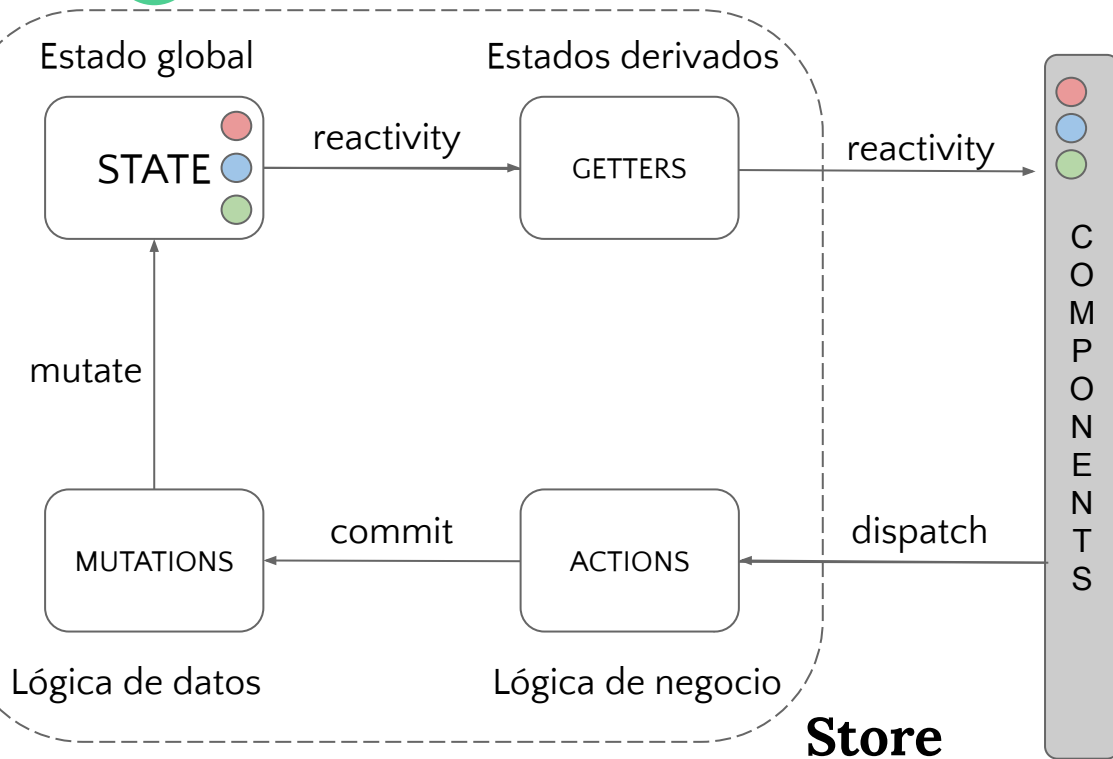 Estado global
Estados derivados
STATE
reactivity
GETTERS
reactivity
COMPONENTS
mutate
MUTATIONS
commit
ACTIONS
dispatch
Lógica de datos
Lógica de negocio
Store